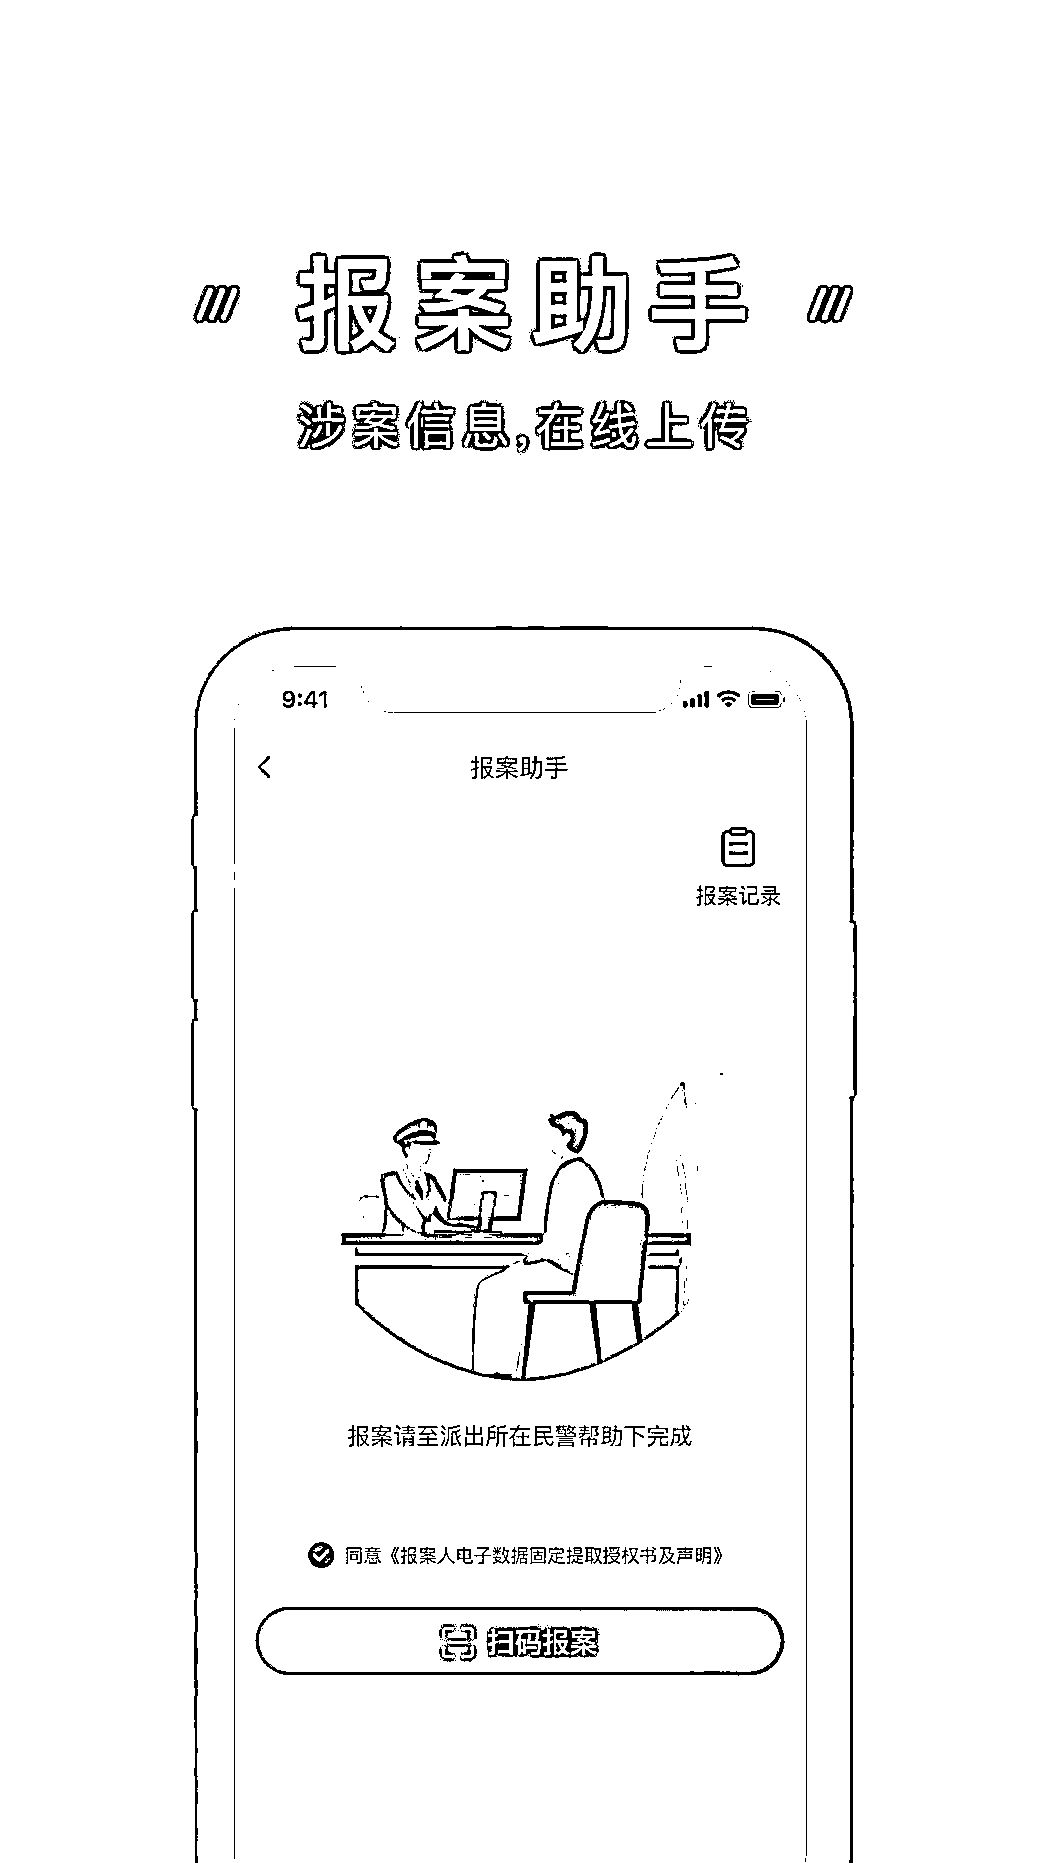 报案助手
涉案信息,在线上传
9:41
报案助手
报案记录
报案请至派出所在民警帮助下完成
同意《报案人电子数据固定提取授权书及声明》
扫码报案